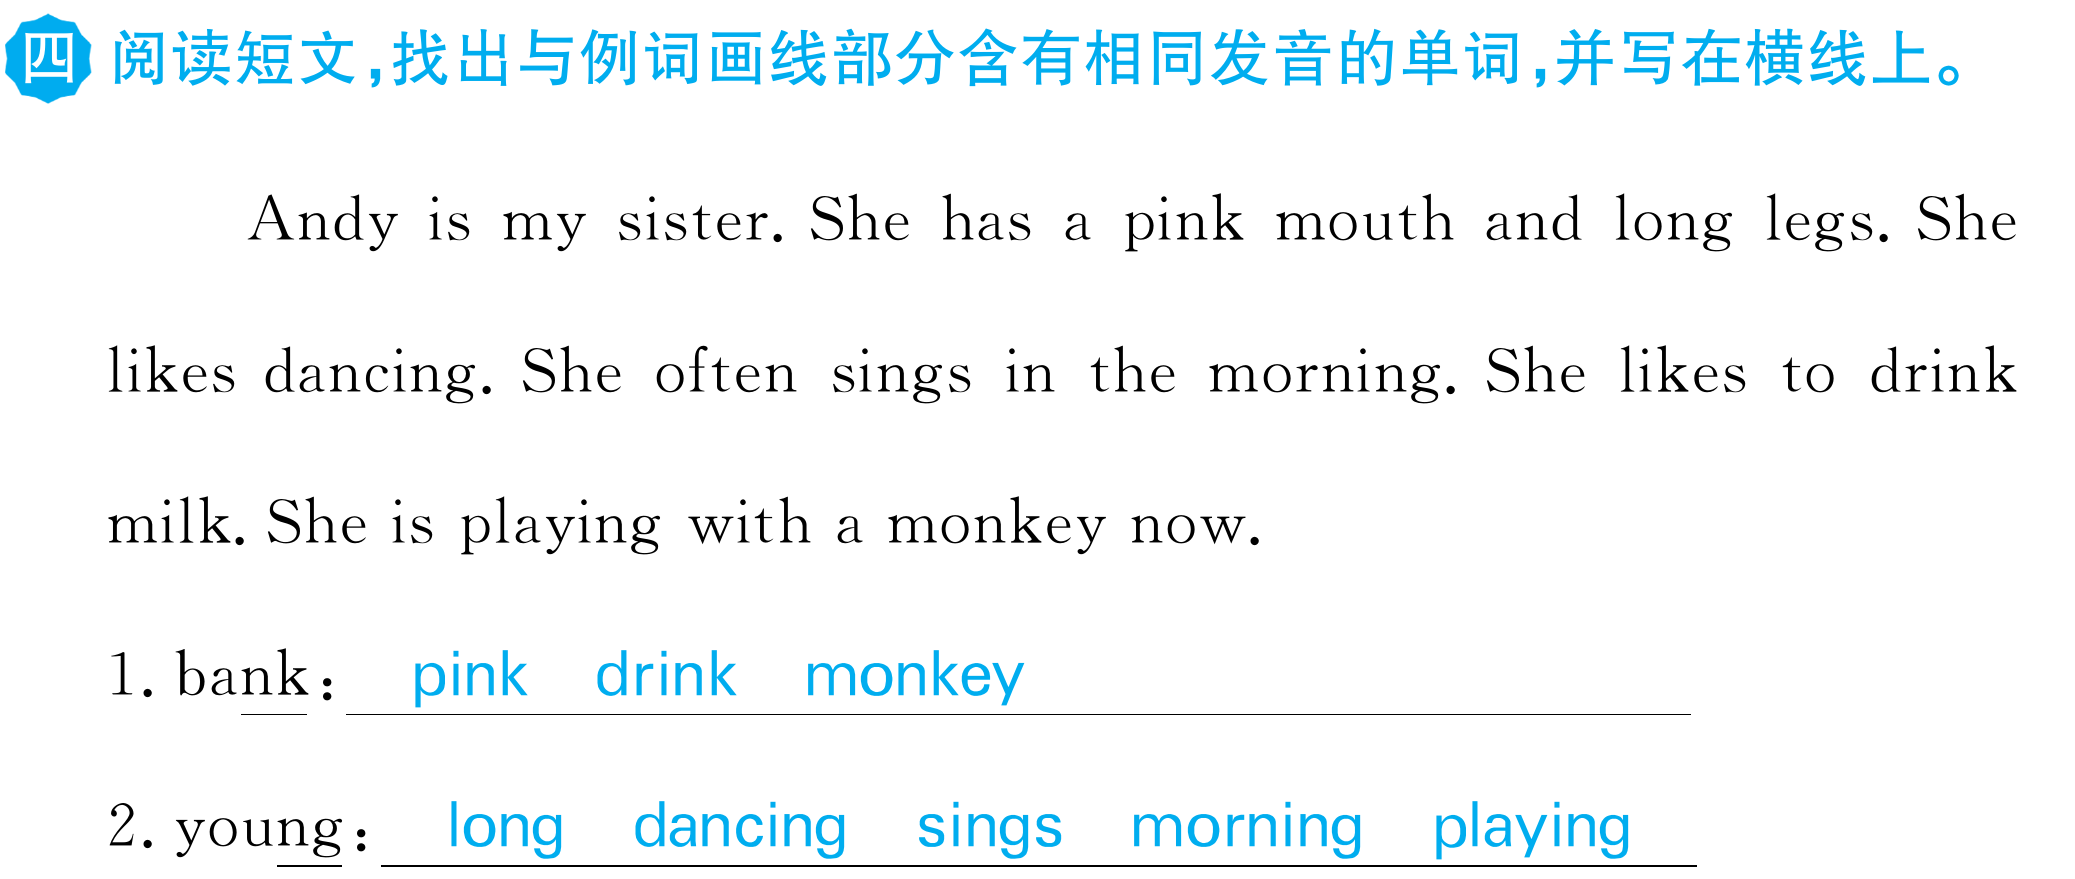 四 阅读短文,找出与例词画线部分含有相同发音的单词,并写在横线上。
Andy is my sister. She has a pink mouth and long legs. She
likes dancing. She often sings in the morning. She likes to drink
milk. She is playing with a monkey now.
1. bank: pink drink monkey
2. young: long dancing sings morning playing